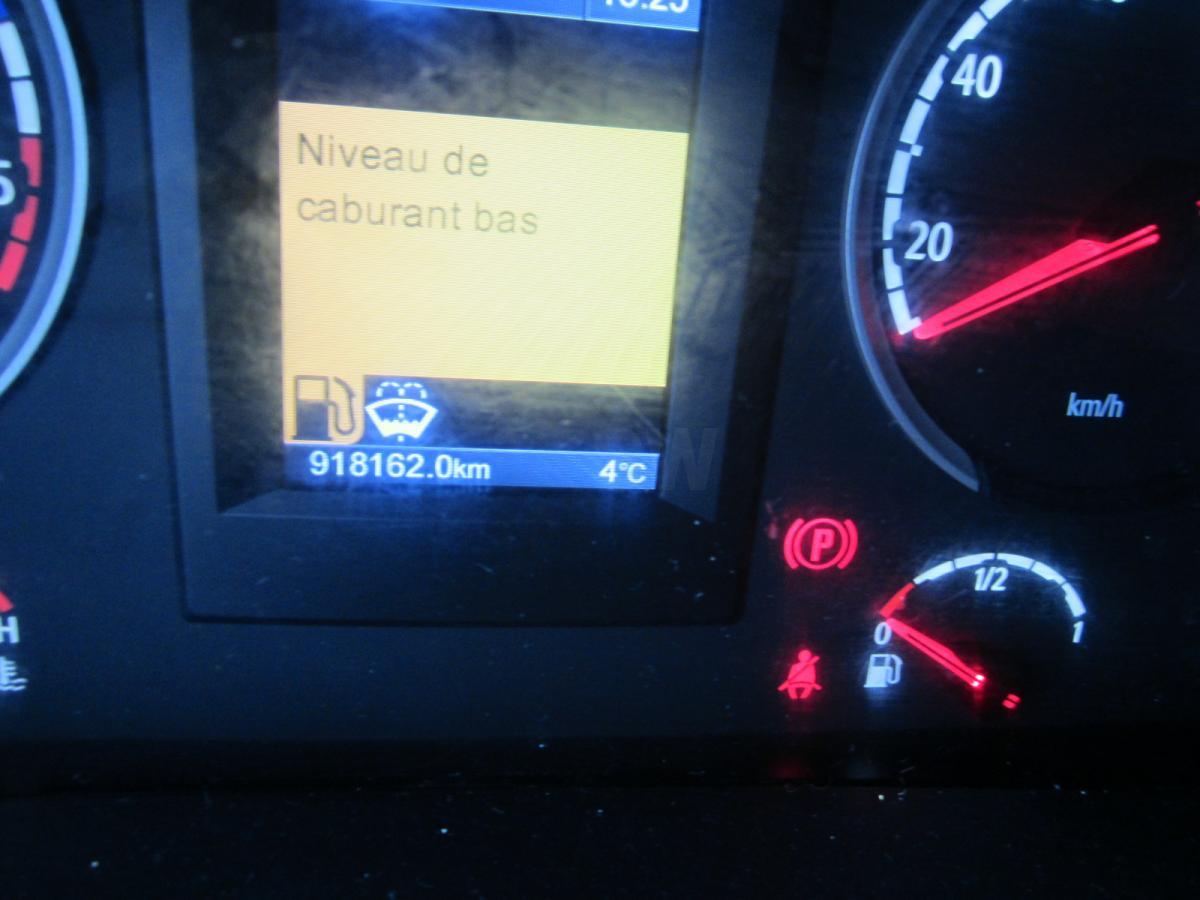 40
Niveau de
caburant bas
20
km/h
918162.0km 4°C
P
1/2
0
1
H